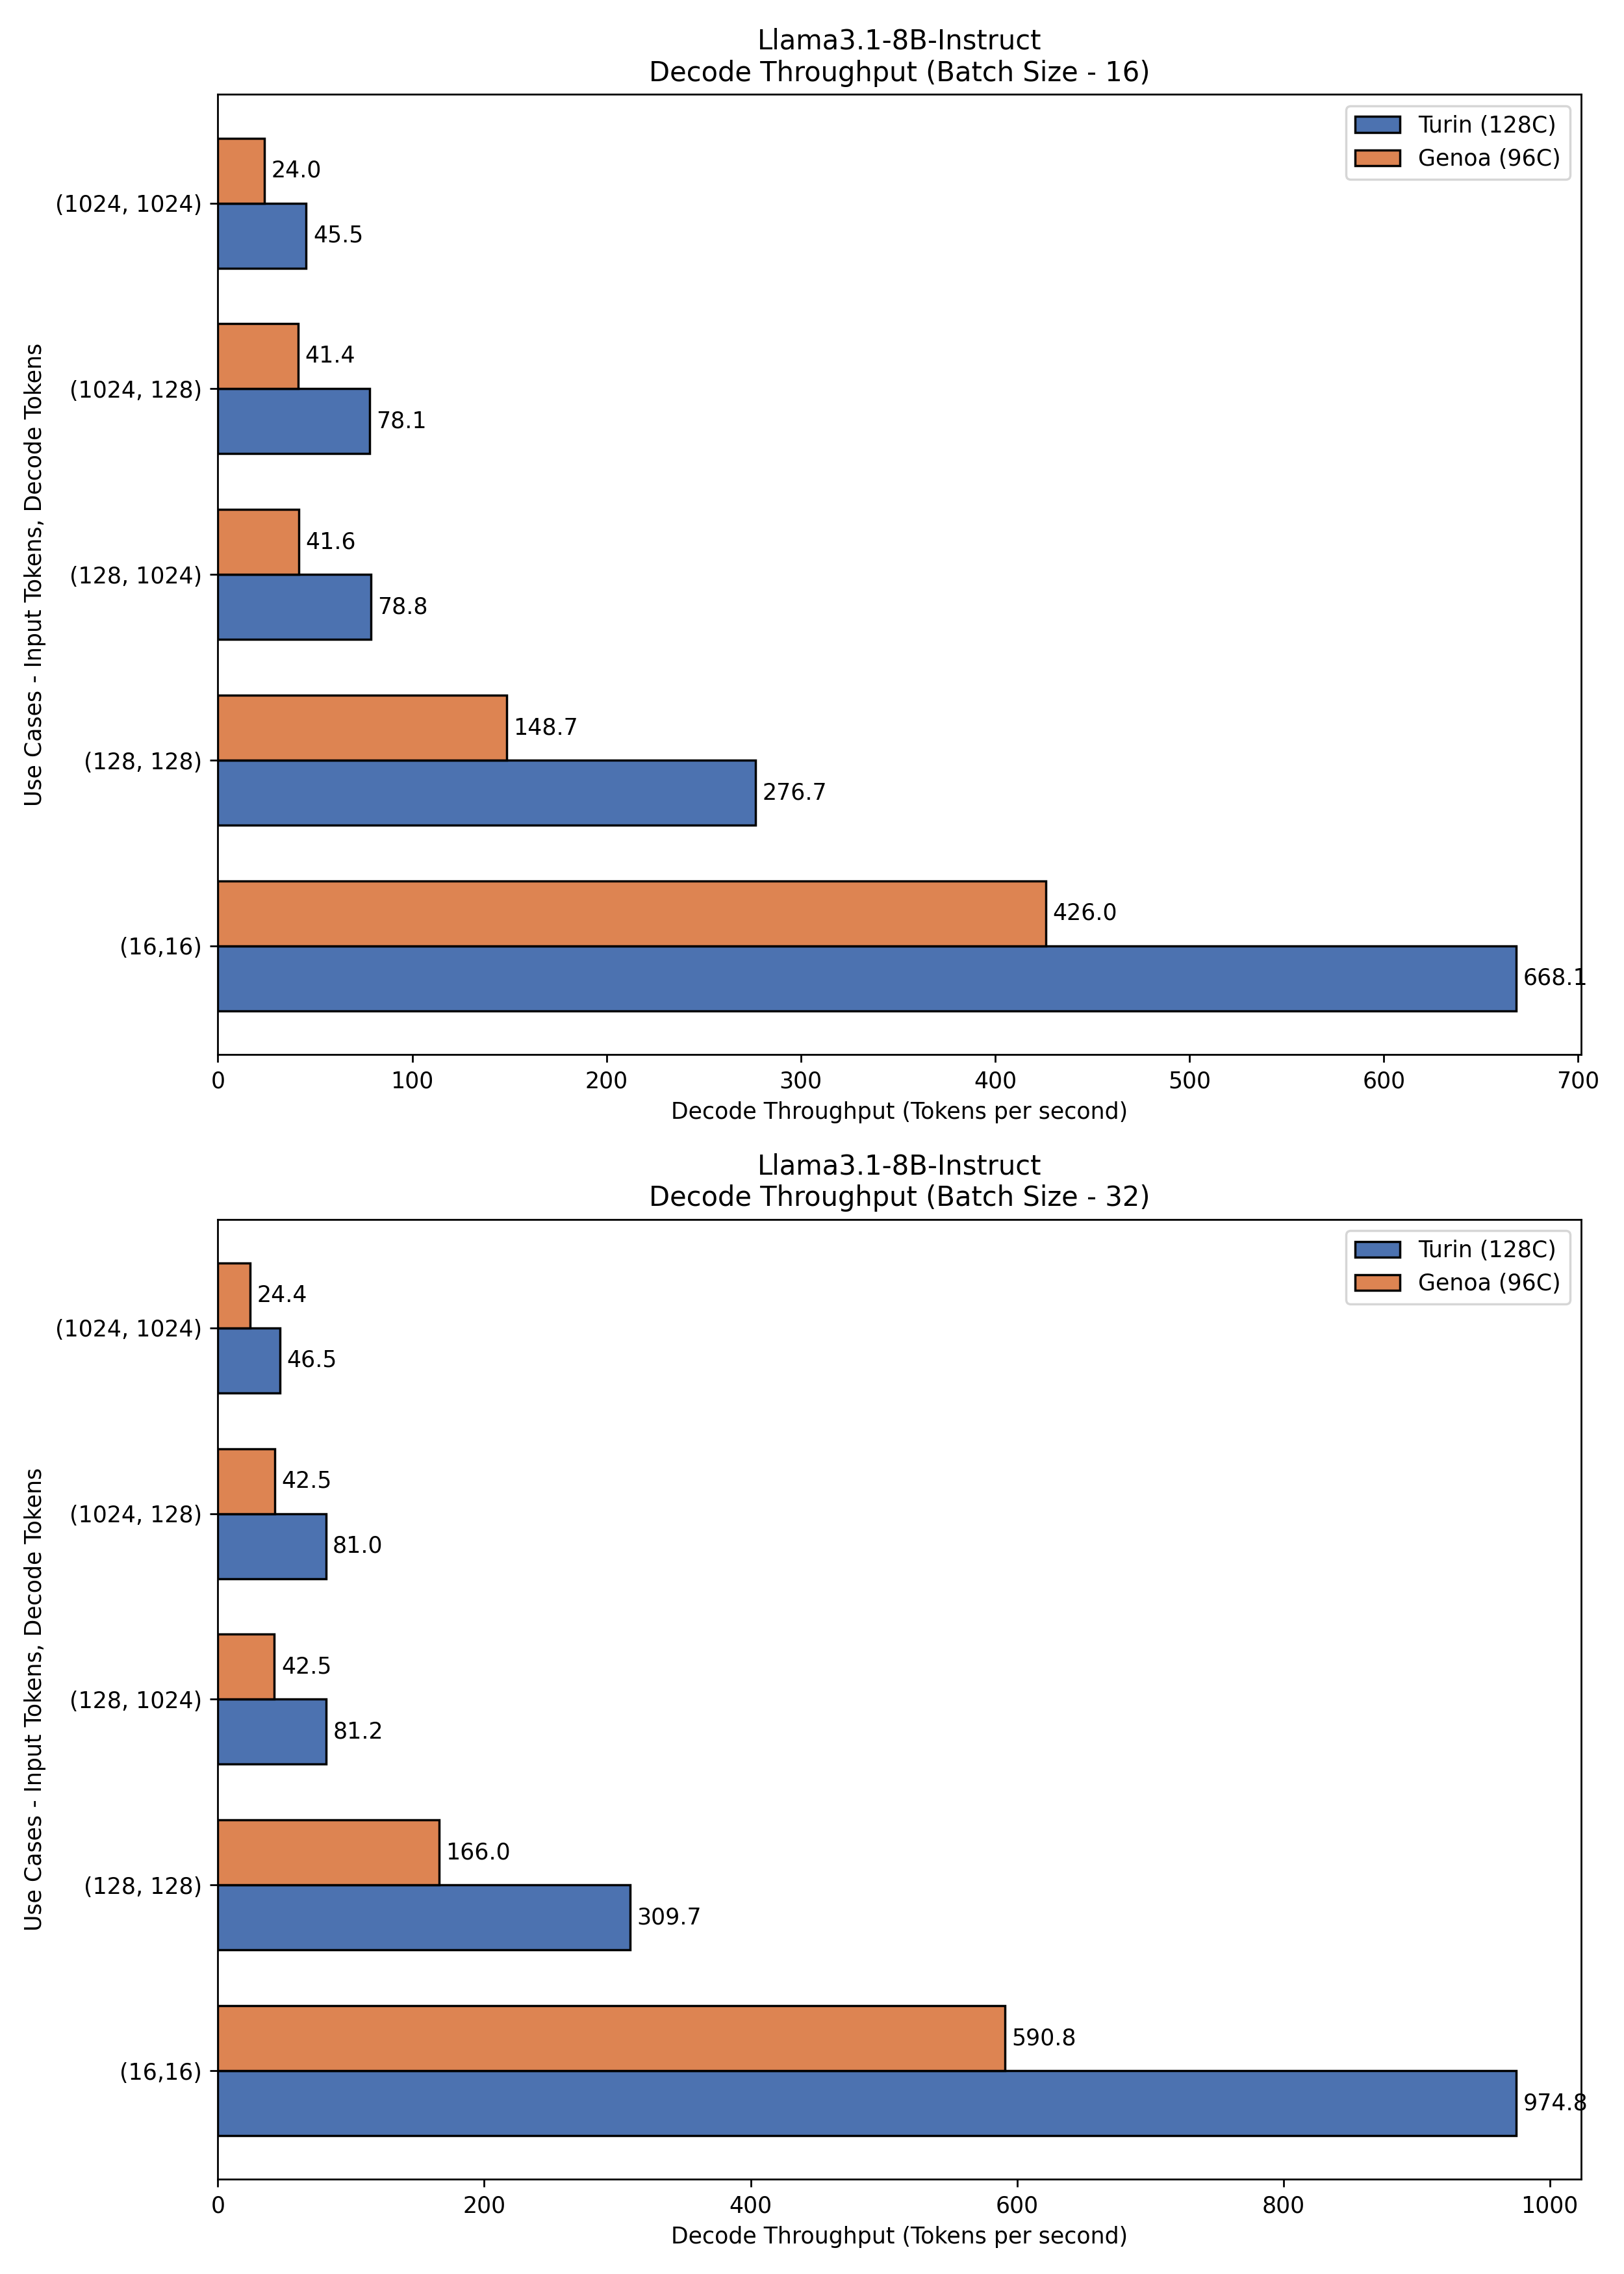 Llama3.1-8B-Instruct
Decode Throughput (Batch Size - 16)
Turin (128C)
Genoa (96C)
Use Cases - Input Tokens, Decode Tokens
(1024, 1024)
24.0
45.5
(1024, 128)
41.4
78.1
(128, 1024)
41.6
78.8
(128, 128)
148.7
276.7
(16,16)
426.0
668.1
0 100 200 300 400 500 600 700
Decode Throughput (Tokens per second)
Llama3.1-8B-Instruct
Decode Throughput (Batch Size - 32)
Turin (128C)
Genoa (96C)
Use Cases - Input Tokens, Decode Tokens
(1024, 1024)
24.4
46.5
(1024, 128)
42.5
81.0
(128, 1024)
42.5
81.2
(128, 128)
166.0
309.7
(16,16)
590.8
974.8
0 200 400 600 800 1000
Decode Throughput (Tokens per second)